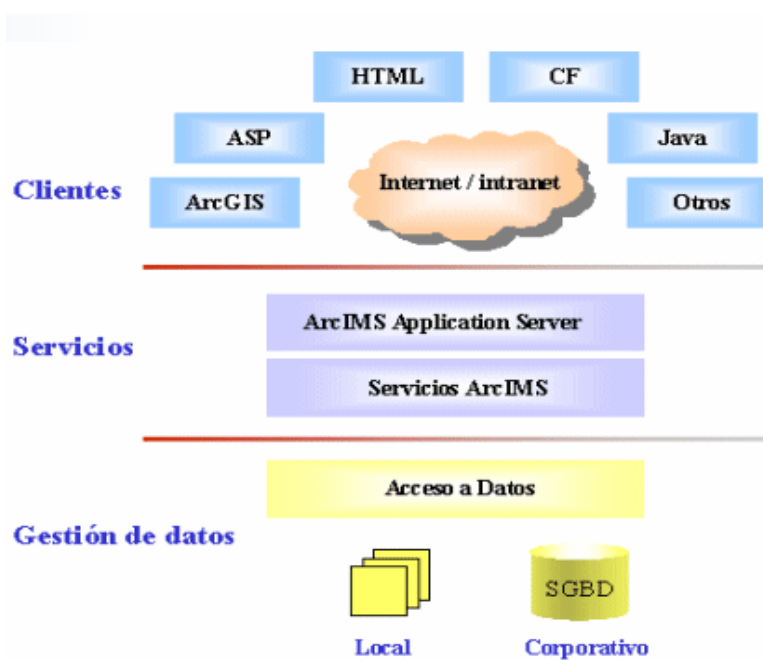 HTML
CF
ASP
Java
Clientes
Internet / intranet
ArcGIS
Otros
ArcIMS Application Server
Servicios
Servicios ArcIMS
Acceso a Datos
Gestión de datos
SGBD
Local
Corporativo